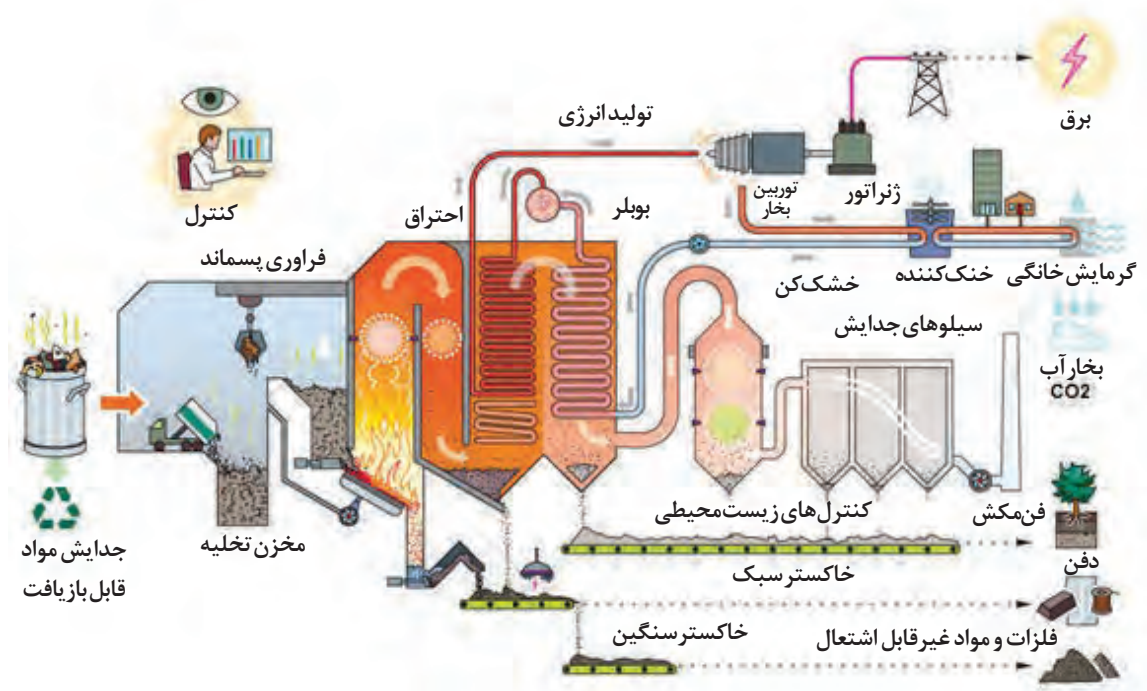 برق
تولید انرژی
توربین
بخار
ژنراتور
کنترل
احتراق
بویلر
فراوری پسماند
خشک‌کن
خنک‌کننده
گرمایش خانگی
سیلوهای جدایش
بخار آب
CO2
مخزن تخلیه
جدایش مواد
قابل بازیافت
کنترل‌های زیست‌محیطی
فن مکش
دفن
خاکستر سبک
خاکستر سنگین
فلزات و مواد غیرقابل اشتعال